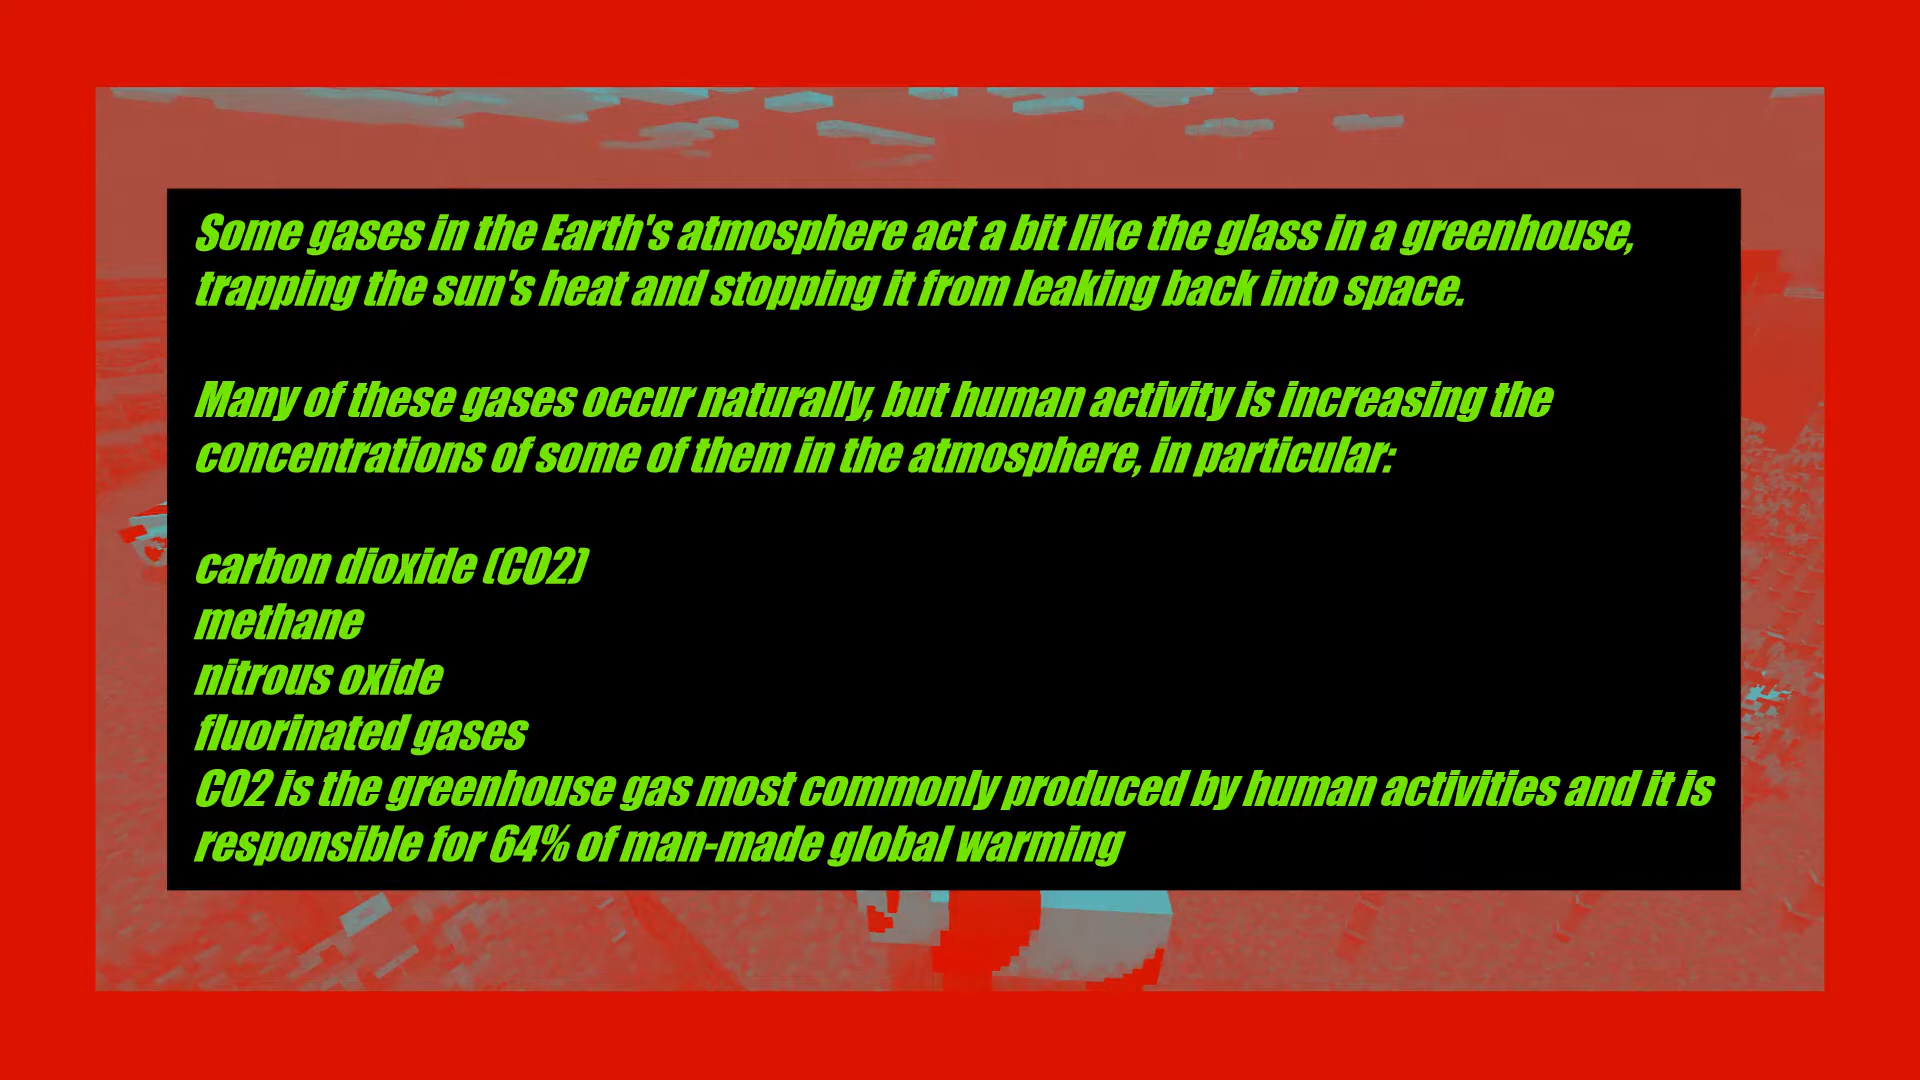 Some gases in the Earth's atmosphere act a bit like the glass in a greenhouse,
trapping the sun's heat and stopping it from leaking back into space.
Many of these gases occur naturally, but human activity is increasing the
concentrations of some of them in the atmosphere, in particular:
carbon dioxide (CO2)
methane
nitrous oxide
fluorinated gases
CO2 is the greenhouse gas most commonly produced by human activities and it is
responsible for 64% of man-made global warming